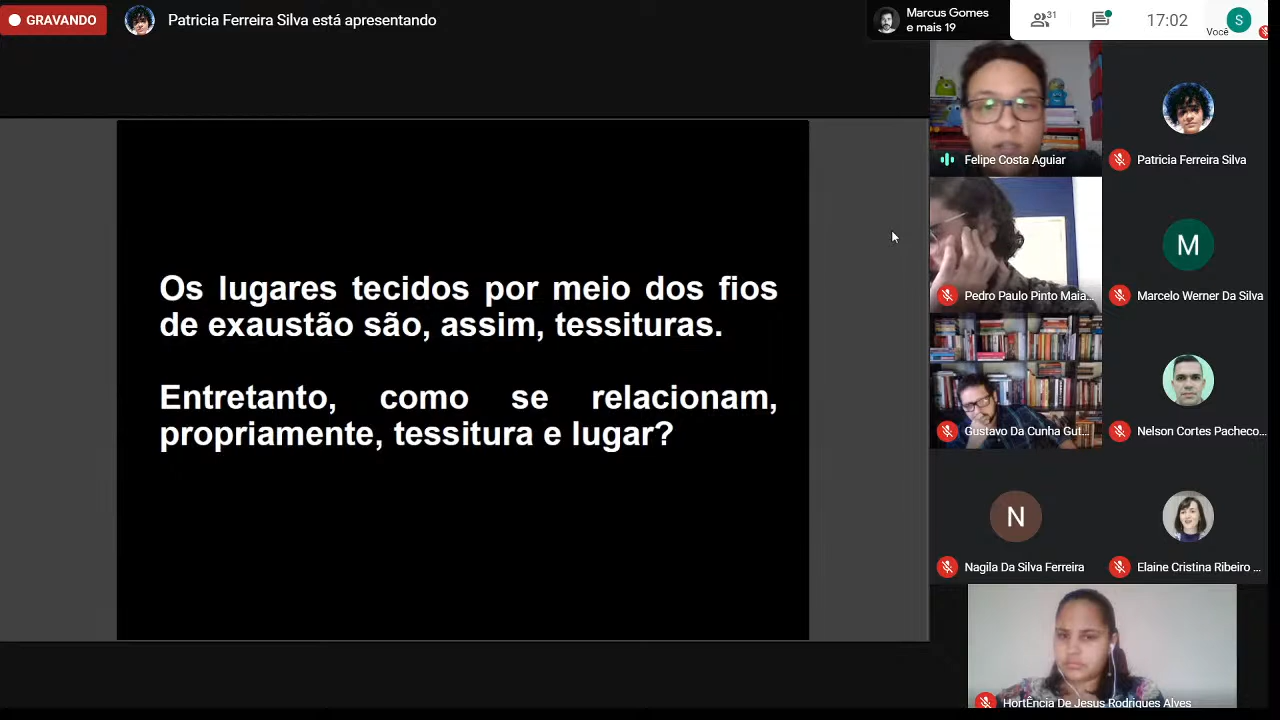 GRAVANDO
Patricia Ferreira Silva está apresentando
Marcus Gomes
e mais 19
31
17:02
Você
S
Felipe Costa Aguiar
Patricia Ferreira Silva
Os lugares tecidos por meio dos fios
de exaustão são, assim, tessituras.
Entretanto, como se relacionam,
propriamente, tessitura e lugar?
Pedro Paulo Pinto Maia...
M
Marcelo Werner Da Silva
Gustavo Da Cunha Gut...
Nelson Cortes Pacheco...
N
Nagila Da Silva Ferreira
Elaine Cristina Ribeiro ...
HortÊncia De Jesus Rodrigues Alves